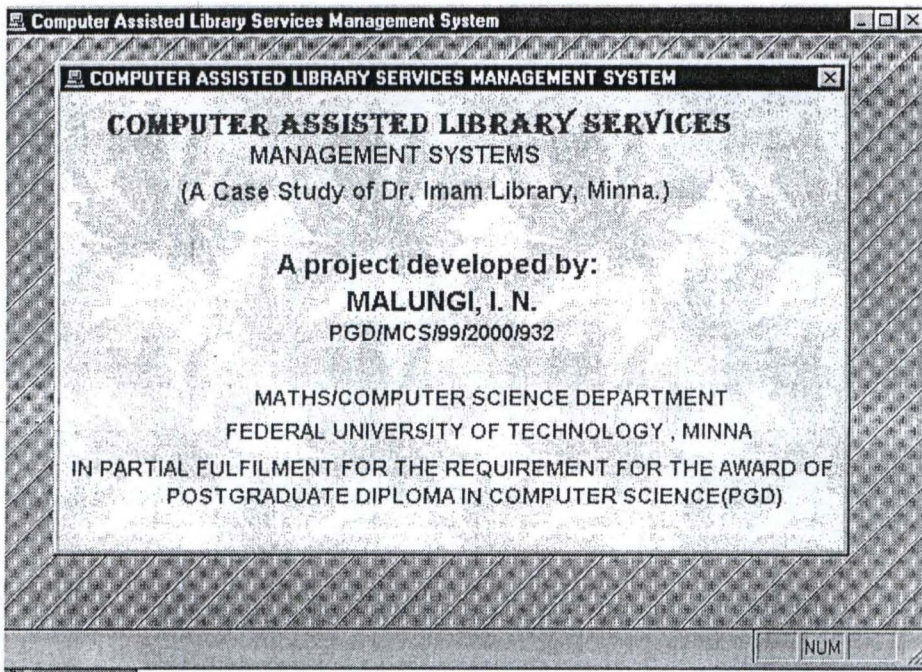 Computer Assisted Library Services Management System
COMPUTER ASSISTED LIBRARY SERVICES MANAGEMENT SYSTEM
COMPUTER ASSISTED LIBRARY SERVICES
MANAGEMENT SYSTEMS
(A Case Study of Dr. Imam Library, Minna.)
A project developed by:
MALUNGI, I. N.
PGD/MCS/99/2000/932
MATHS/COMPUTER SCIENCE DEPARTMENT
FEDERAL UNIVERSITY OF TECHNOLOGY , MINNA
IN PARTIAL FULFILMENT FOR THE REQUIREMENT FOR THE AWARD OF
POSTGRADUATE DIPLOMA IN COMPUTER SCIENCE(PGD)
NUM